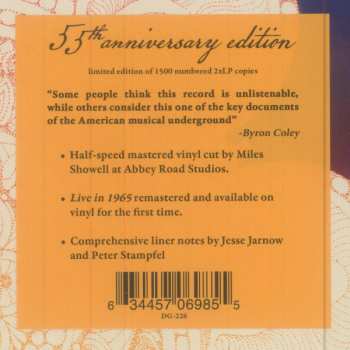 55th anniversary edition
limited edition of 1500 numbered 2xLP copies
"Some people think this record is unlistenable,
while others consider this one of the key documents
of the American musical underground"
-Byron Coley
• Half-speed mastered vinyl cut by Miles
Showell at Abbey Road Studios.
• Live in 1965 remastered and available on
vinyl for the first time.
• Comprehensive liner notes by Jesse Jarnow
and Peter Stampfel
6 34457 06985 5
DG-226